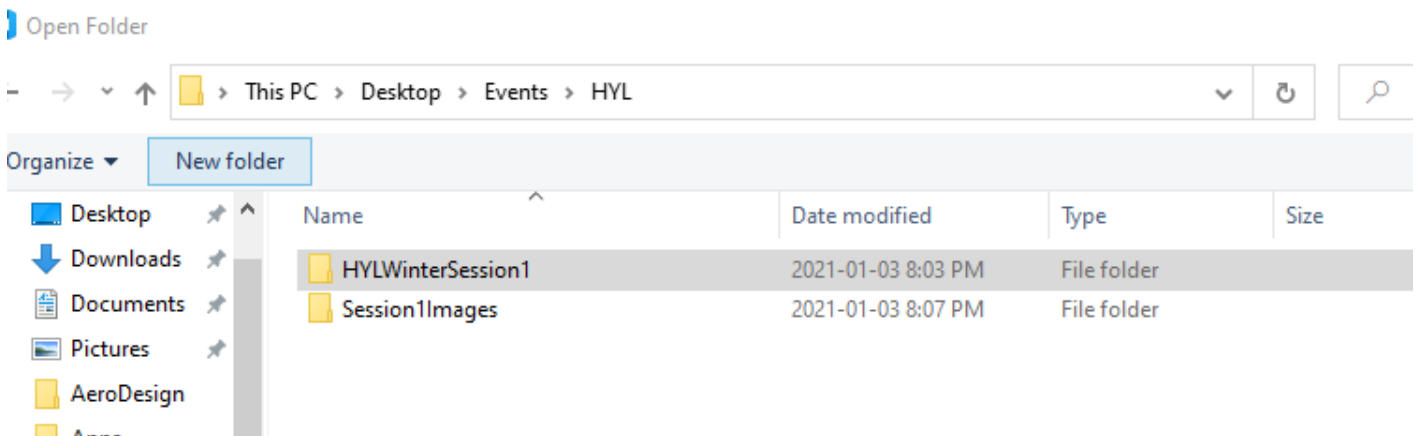 Open Folder
This PC > Desktop > Events > HYL
Organize New folder
Name Date modified Type Size
Desktop
Downloads
Documents
Pictures
AeroDesign
HYLWinterSession1 2021-01-03 8:03 PM File folder
Session1Images 2021-01-03 8:07 PM File folder